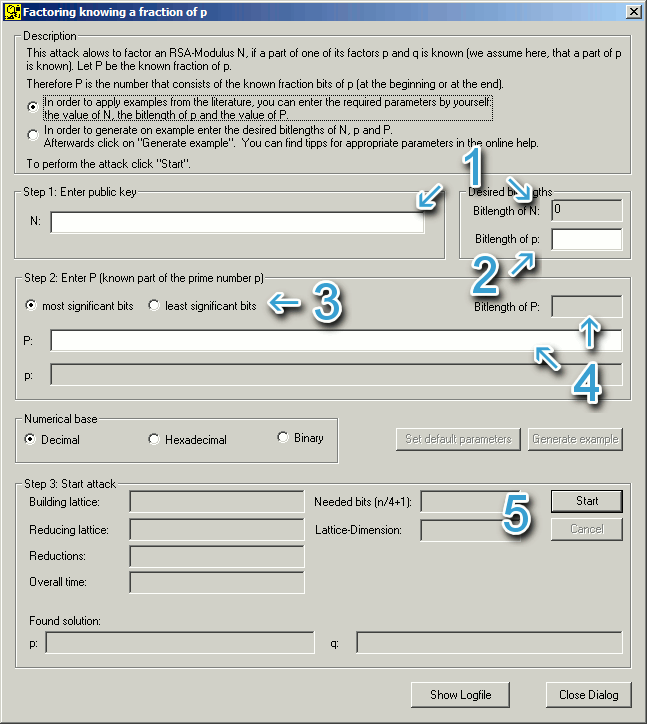 Factoring knowing a fraction of p
Description
This attack alows to factor an RSA-Modulus N, if a part of one of its factors p and q is known (we assume here, that a part of p
is known). Let P be the known fraction of p.
Therefore P is the number that consists of the known fraction bits of p (at the beginning or at the end).
In order to apply examples from the literature, you can enter the required parameters by yourself:
the value of N, the bitlength of p and the value of P.
In order to generate on example enter the desired bitlengths of N, p and P.
Afterwards click on "Generate example". You can find tipps for appropriate parameters in the online help.
To perform the attack click "Start".
1
Step 1: Enter public key
Desired bitlengths
N:
Bitlength of N: 0
Bitlength of p:
2
Step 2: Enter P (known part of the prime number p)
most significant bits least significant bits 3 Bitlength of P:
P:
4
p:
Numerical base
Decimal Hexadecimal Binary
Set default parameters Generate example
Step 3: Start attack
Building lattice: Needed bits (n/4+1): 5 Start
Reducing lattice: Lattice-Dimension: Cancel
Reductions:
Overall time:
Found solution:
p: q:
Show Logfile Close Dialog